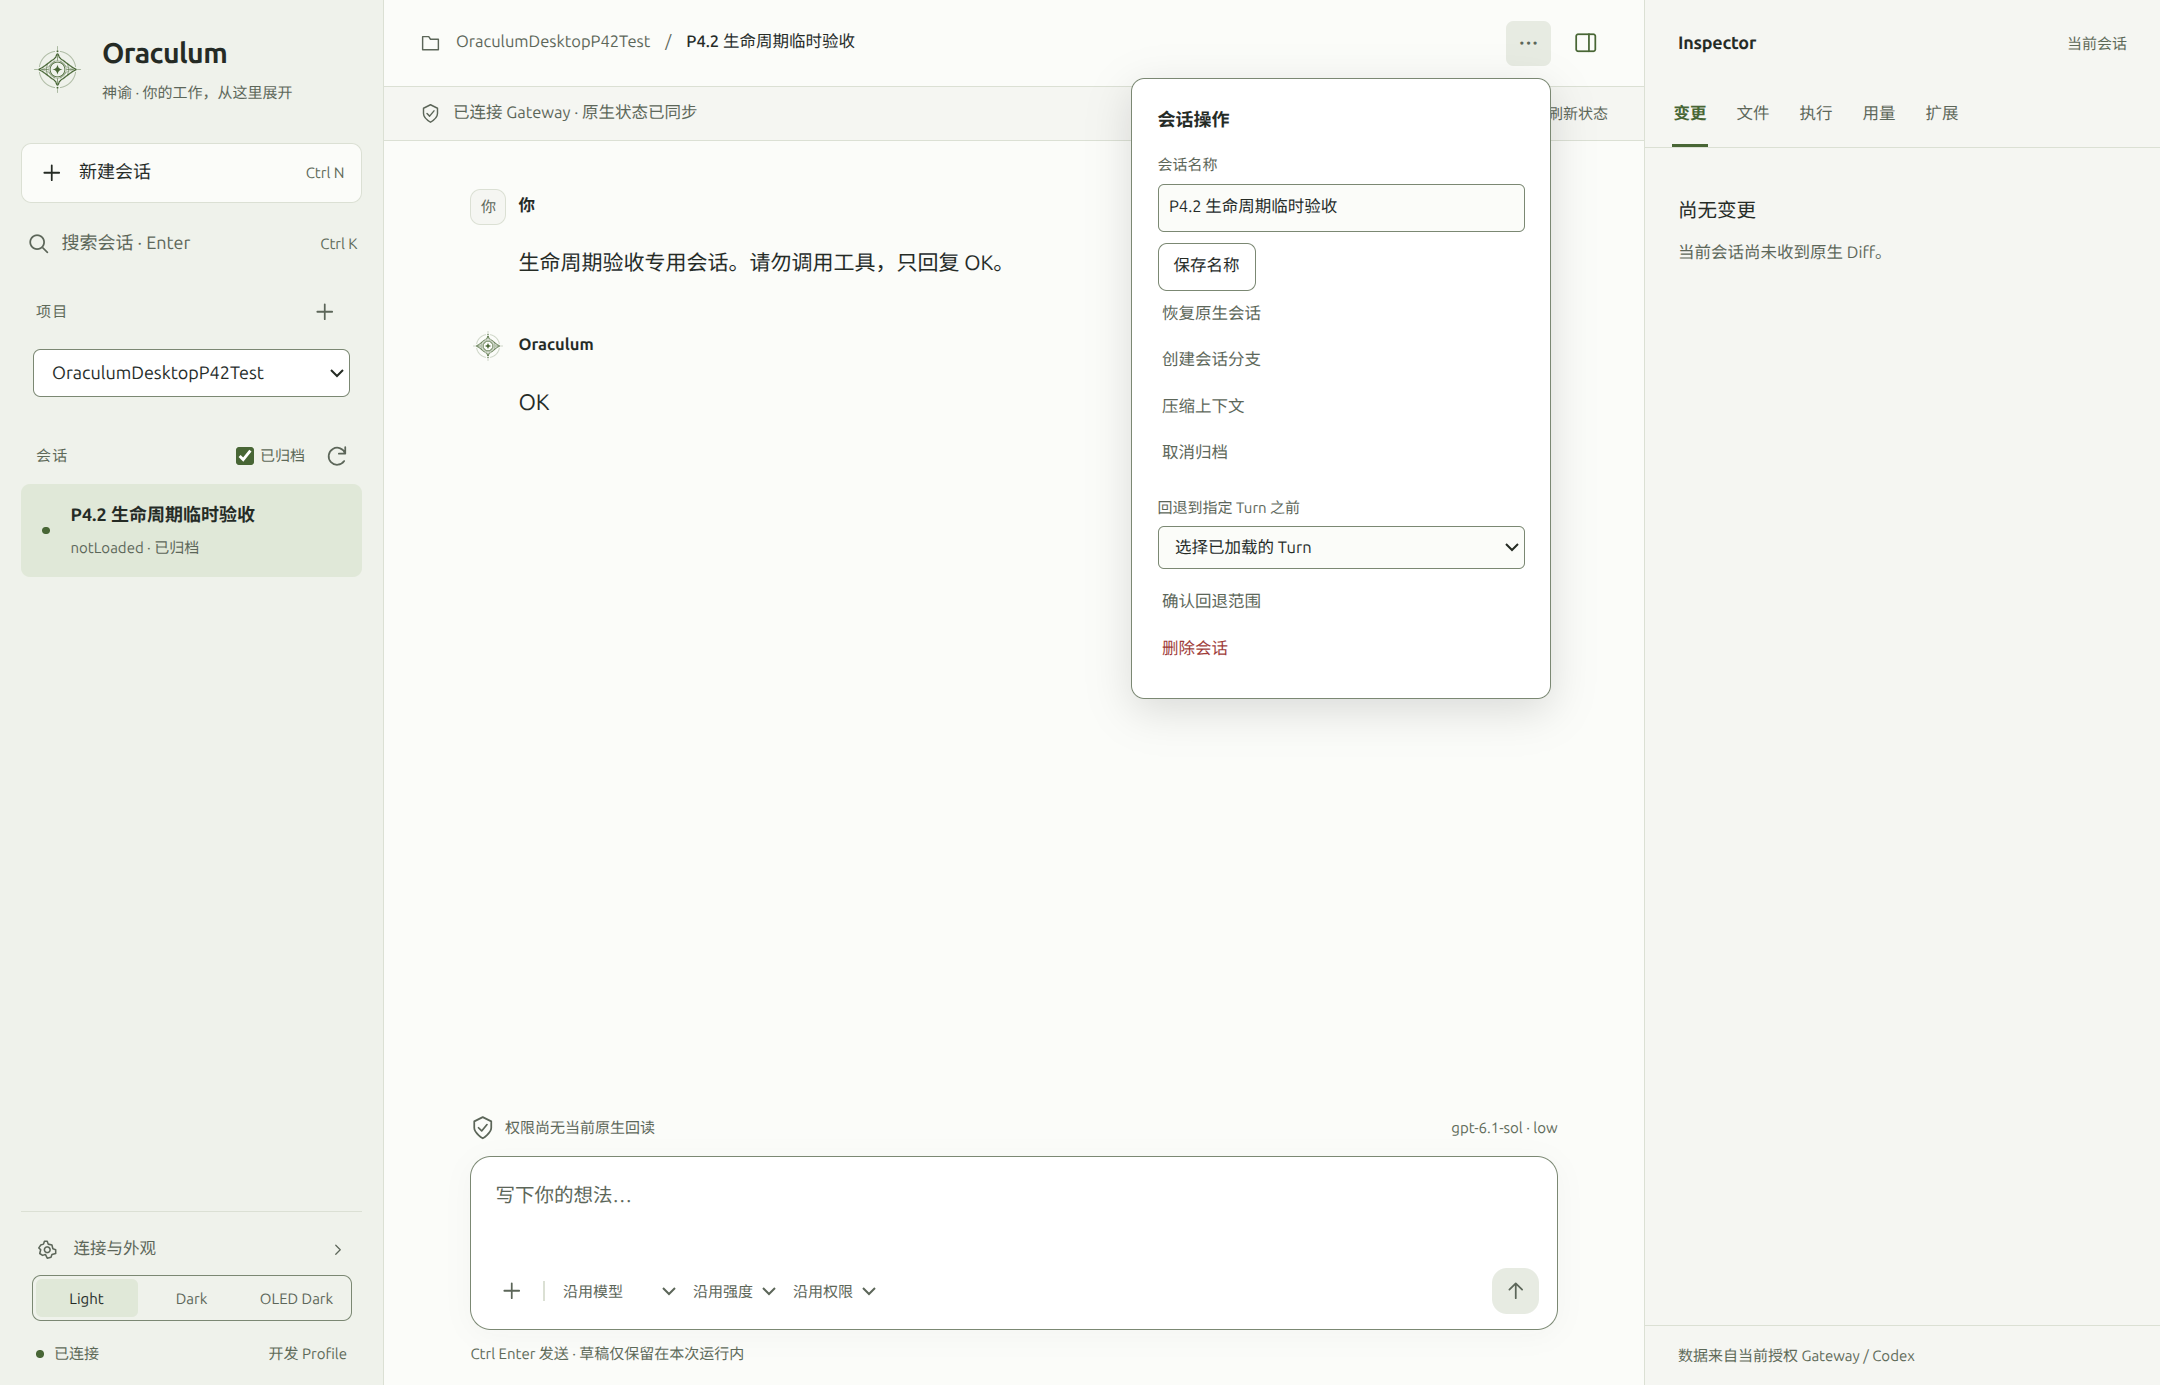 Oraculum
神谕 · 你的工作，从这里展开
新建会话 Ctrl N
搜索会话 · Enter Ctrl K
项目
OraculumDesktopP42Test
会话 已归档
P4.2 生命周期临时验收
notLoaded · 已归档
连接与外观
Light Dark OLED Dark
已连接 开发 Profile
OraculumDesktopP42Test / P4.2 生命周期临时验收
已连接 Gateway · 原生状态已同步
刷新状态
你 你
生命周期验收专用会话。请勿调用工具，只回复 OK。
Oraculum
OK
会话操作
会话名称
P4.2 生命周期临时验收
保存名称
恢复原生会话
创建会话分支
压缩上下文
取消归档
回退到指定 Turn 之前
选择已加载的 Turn
确认回退范围
删除会话
权限尚无当前原生回读 gpt-6.1-sol · low
写下你的想法...
沿用模型 沿用强度 沿用权限
Ctrl Enter 发送 · 草稿仅保留在本次运行内
Inspector 当前会话
变更 文件 执行 用量 扩展
尚无变更
当前会话尚未收到原生 Diff。
数据来自当前授权 Gateway / Codex